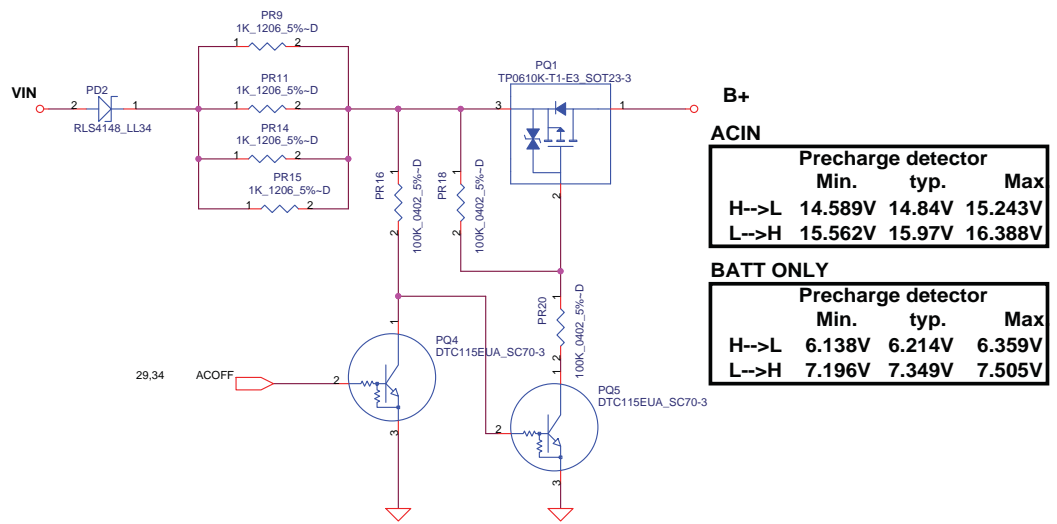 PR9
1K_1206_5%~D
1 2
PR11
1K_1206_5%~D
1 2
PR14
1K_1206_5%~D
1 2
PR15
1K_1206_5%~D
1 2
VIN
PD2
2 1
RLS4148_LL34
PQ1
TP0610K-T1-E3_SOT23-3
3 1
2
B+
PR16
100K_0402_5%~D
1
2
PR18
100K_0402_5%~D
1
2
PR20
100K_0402_5%~D
1
2
29,34 ACOFF
PQ4
DTC115EUA_SC70-3
1
2
3
PQ5
DTC115EUA_SC70-3
1
2
3
ACIN
Precharge detector
Min. typ. Max
H-->L 14.589V 14.84V 15.243V
L-->H 15.562V 15.97V 16.388V
BATT ONLY
Precharge detector
Min. typ. Max
H-->L 6.138V 6.214V 6.359V
L-->H 7.196V 7.349V 7.505V